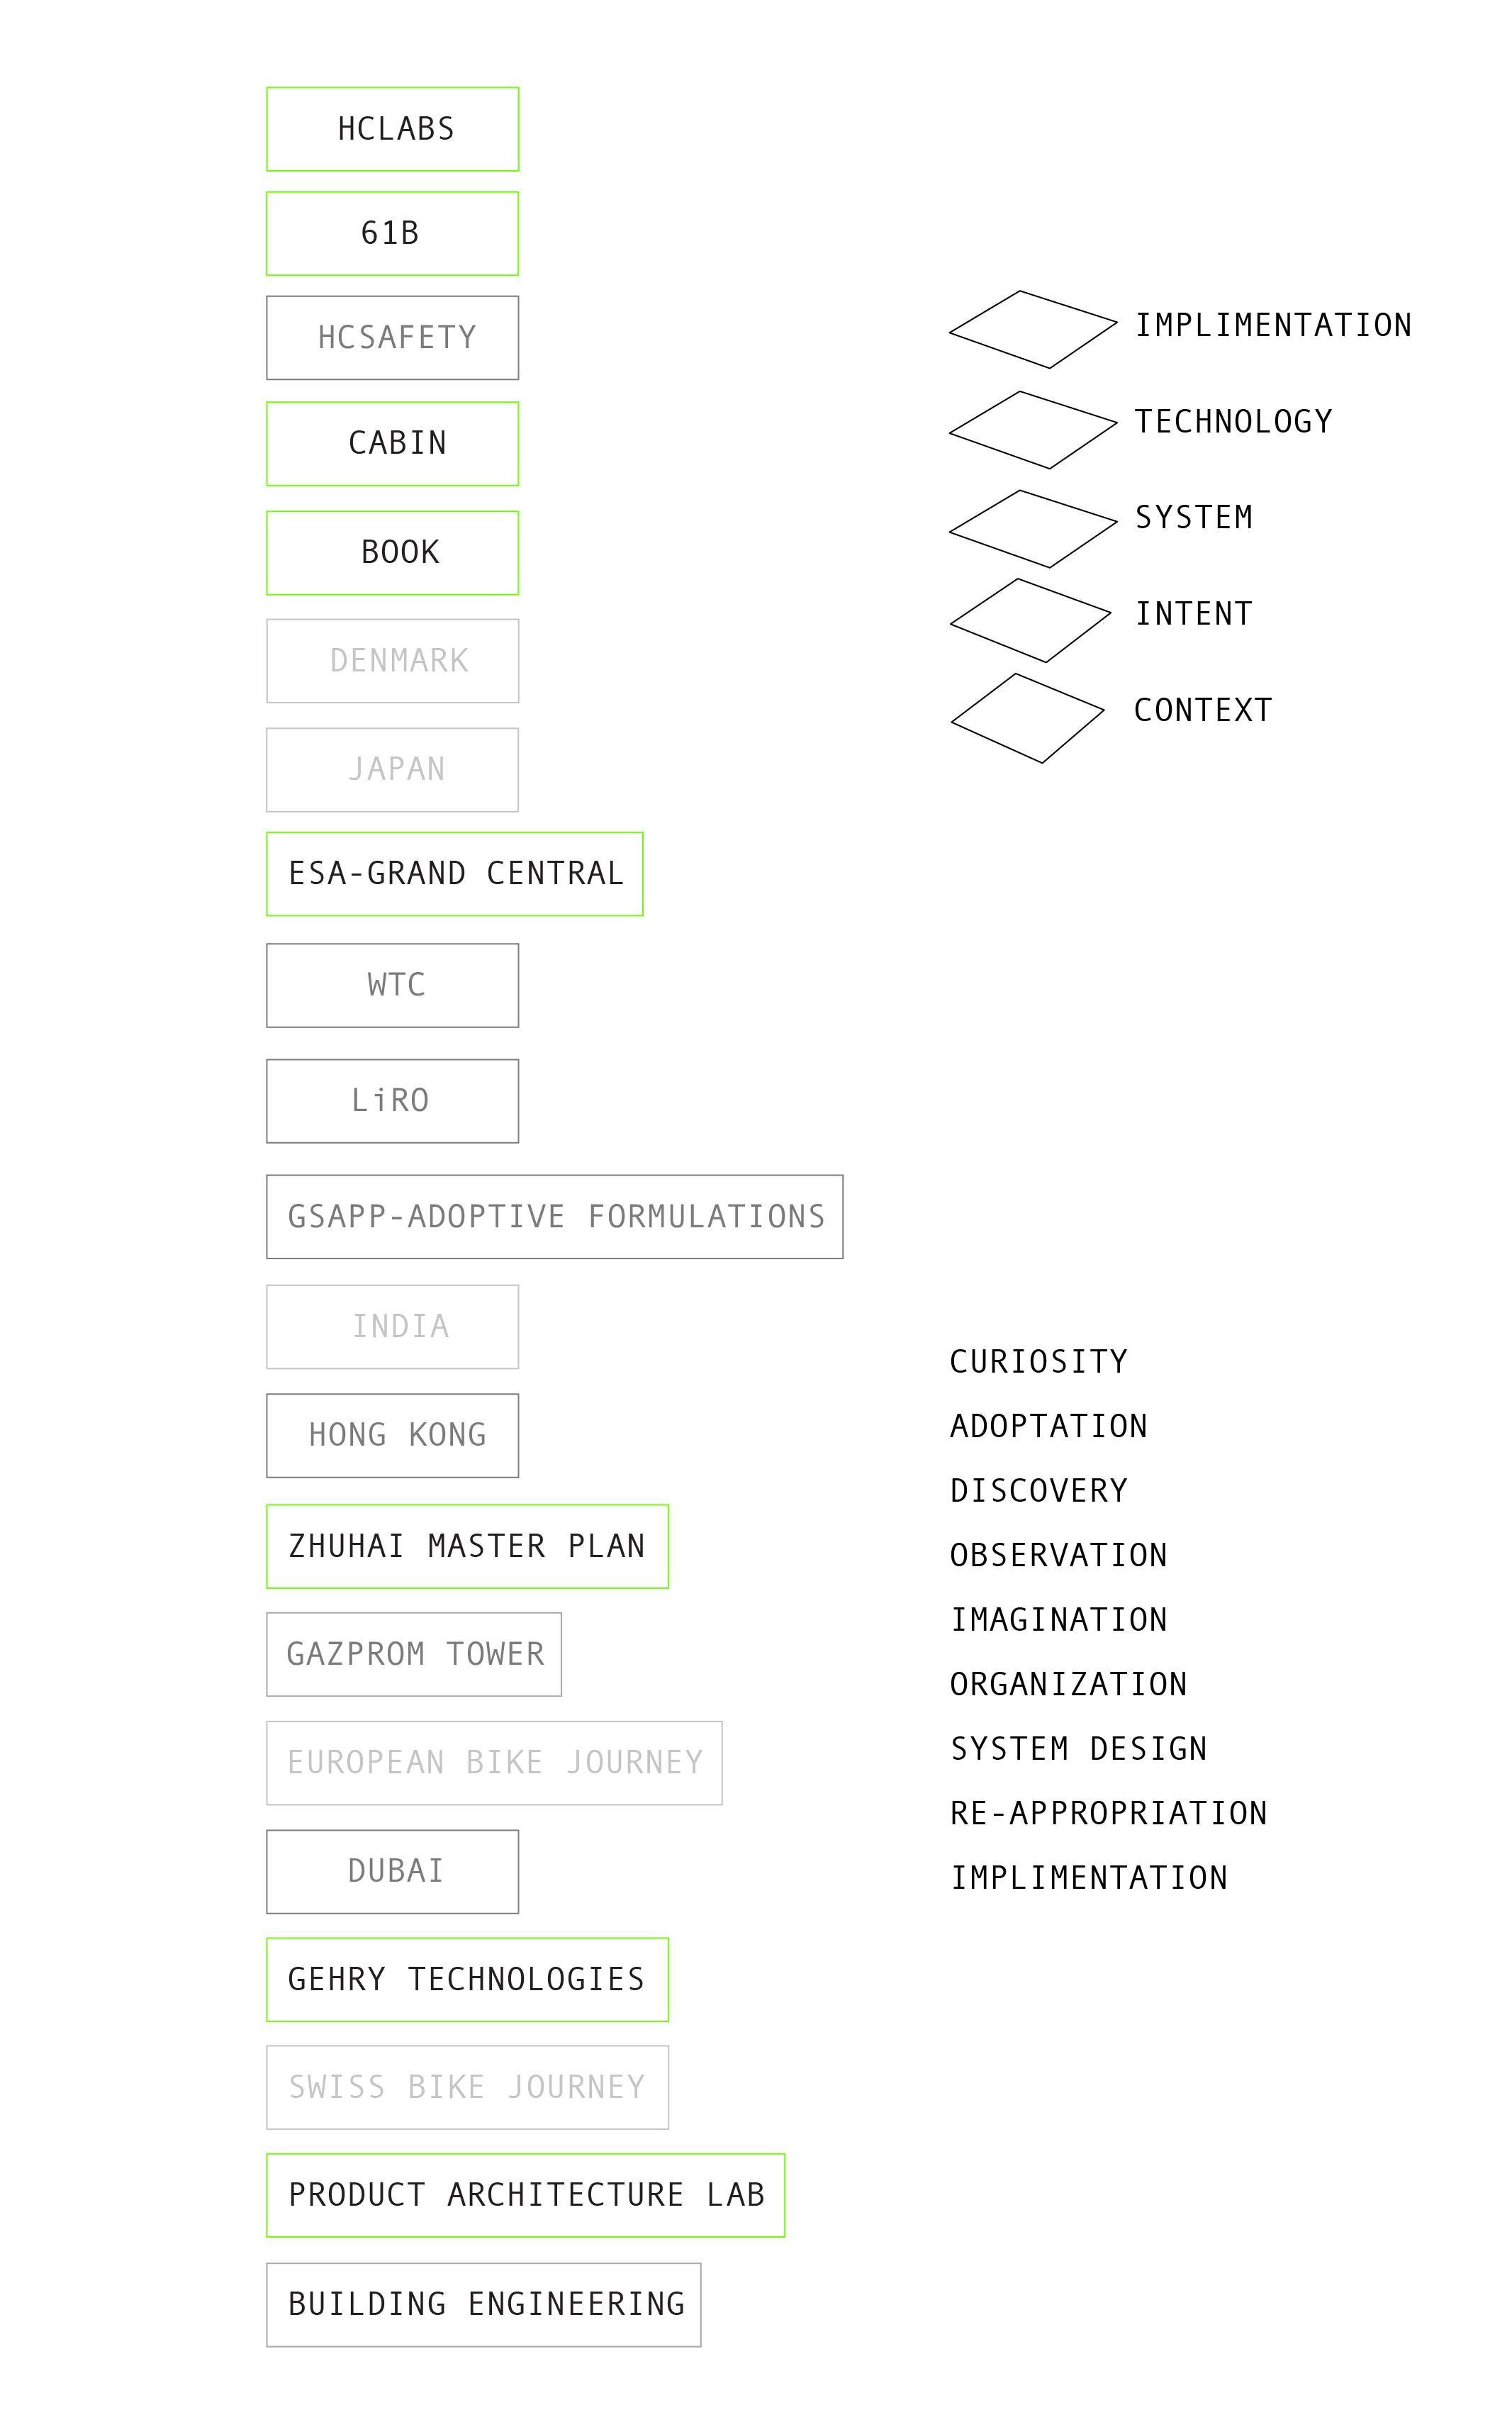 HCLABS
61B
HCSAFETY
CABIN
BOOK
DENMARK
JAPAN
ESA-GRAND CENTRAL
WTC
LiRO
GSAPP-ADOPTIVE FORMULATIONS
INDIA
HONG KONG
ZHUHAI MASTER PLAN
GAZPROM TOWER
EUROPEAN BIKE JOURNEY
DUBAI
GEHRY TECHNOLOGIES
SWISS BIKE JOURNEY
PRODUCT ARCHITECTURE LAB
BUILDING ENGINEERING
IMPLIMENTATION
TECHNOLOGY
SYSTEM
INTENT
CONTEXT
CURIOSITY
ADOPTATION
DISCOVERY
OBSERVATION
IMAGINATION
ORGANIZATION
SYSTEM DESIGN
RE-APPROPRIATION
IMPLIMENTATION